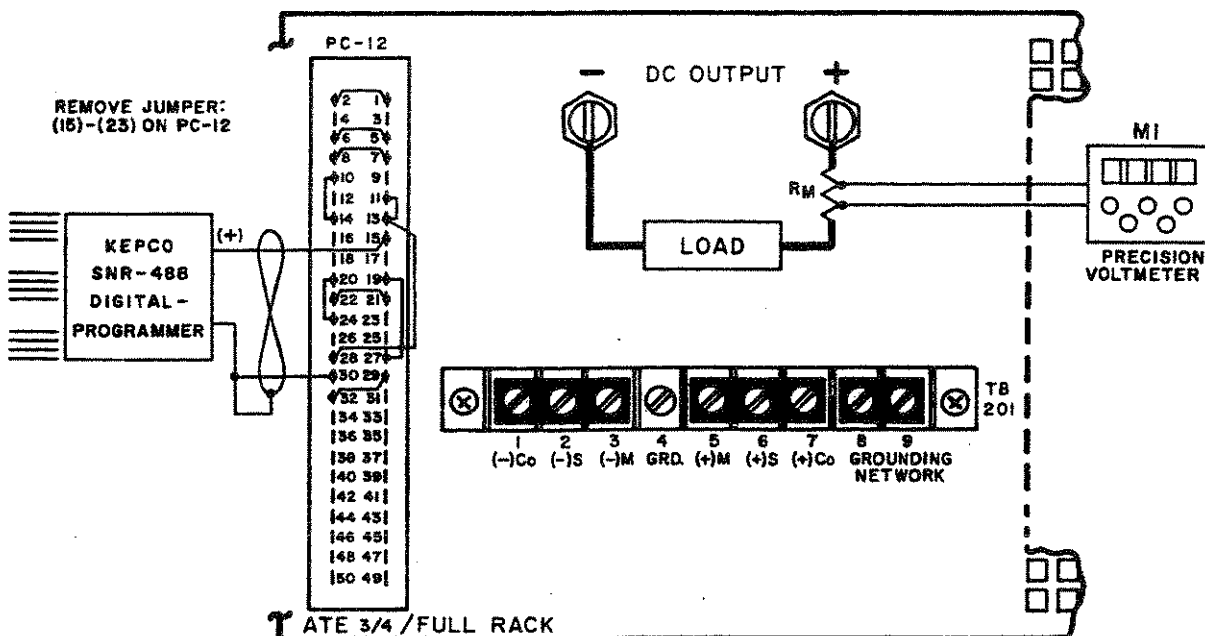 PC-12
REMOVE JUMPER:
(15)-(23) ON PC-12
2 1
4 3
6 5
8 7
10 9
12 11
14 13
16 15
18 17
20 19
22 21
24 23
26 25
28 27
30 29
32 31
34 33
36 35
38 37
40 39
42 41
44 43
46 45
48 47
50 49
(+)
KEPCO
SNR-488
DIGITAL-
PROGRAMMER
− DC OUTPUT +
RM
LOAD
M1
PRECISION
VOLTMETER
TB
201
1 2 3 4 5 6 7 8 9
(−)Co (−)S (−)M GRD. (+)M (+)S (+)Co GROUNDING
NETWORK
ATE 3/4 / FULL RACK